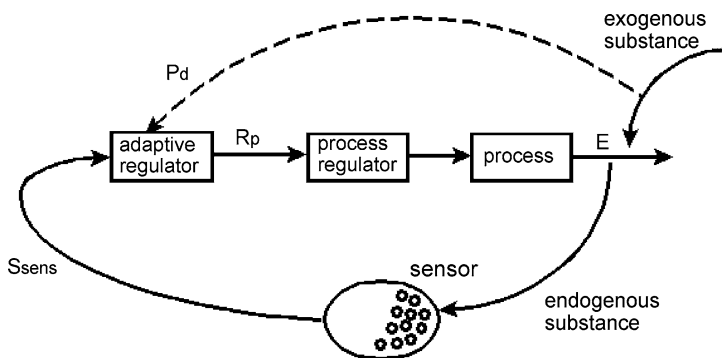 exogenous
substance
Pd
adaptive
regulator
Rp
process
regulator
process
E
Ssens
sensor
endogenous
substance